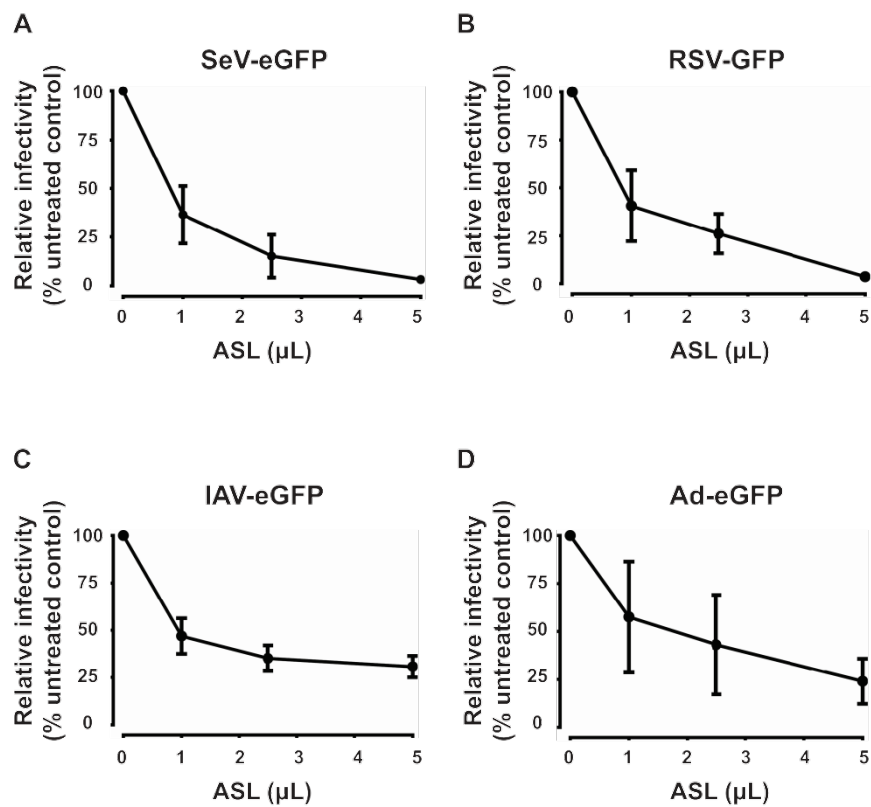 A
SeV-eGFP
Relative infectivity
(% untreated control)
100
75
50
25
0
0 1 2 3 4 5
ASL (µL)
B
RSV-GFP
Relative infectivity
(% untreated control)
100
75
50
25
0
0 1 2 3 4 5
ASL (µL)
C
IAV-eGFP
Relative infectivity
(% untreated control)
100
75
50
25
0
0 1 2 3 4 5
ASL (µL)
D
Ad-eGFP
Relative infectivity
(% untreated control)
100
75
50
25
0
0 1 2 3 4 5
ASL (µL)